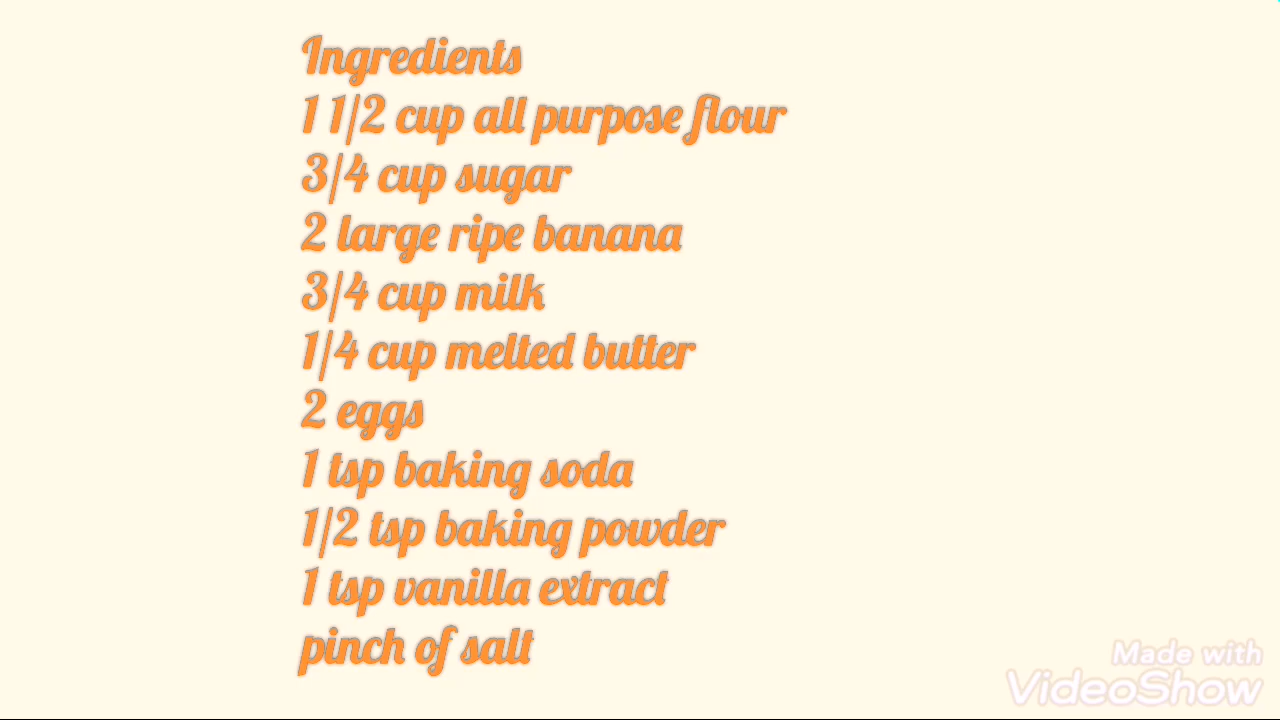 Ingredients
1 1/2 cup all purpose flour
3/4 cup sugar
2 large ripe banana
3/4 cup milk
1/4 cup melted butter
2 eggs
1 tsp baking soda
1/2 tsp baking powder
1 tsp vanilla extract
pinch of salt
Made with
VideoShow